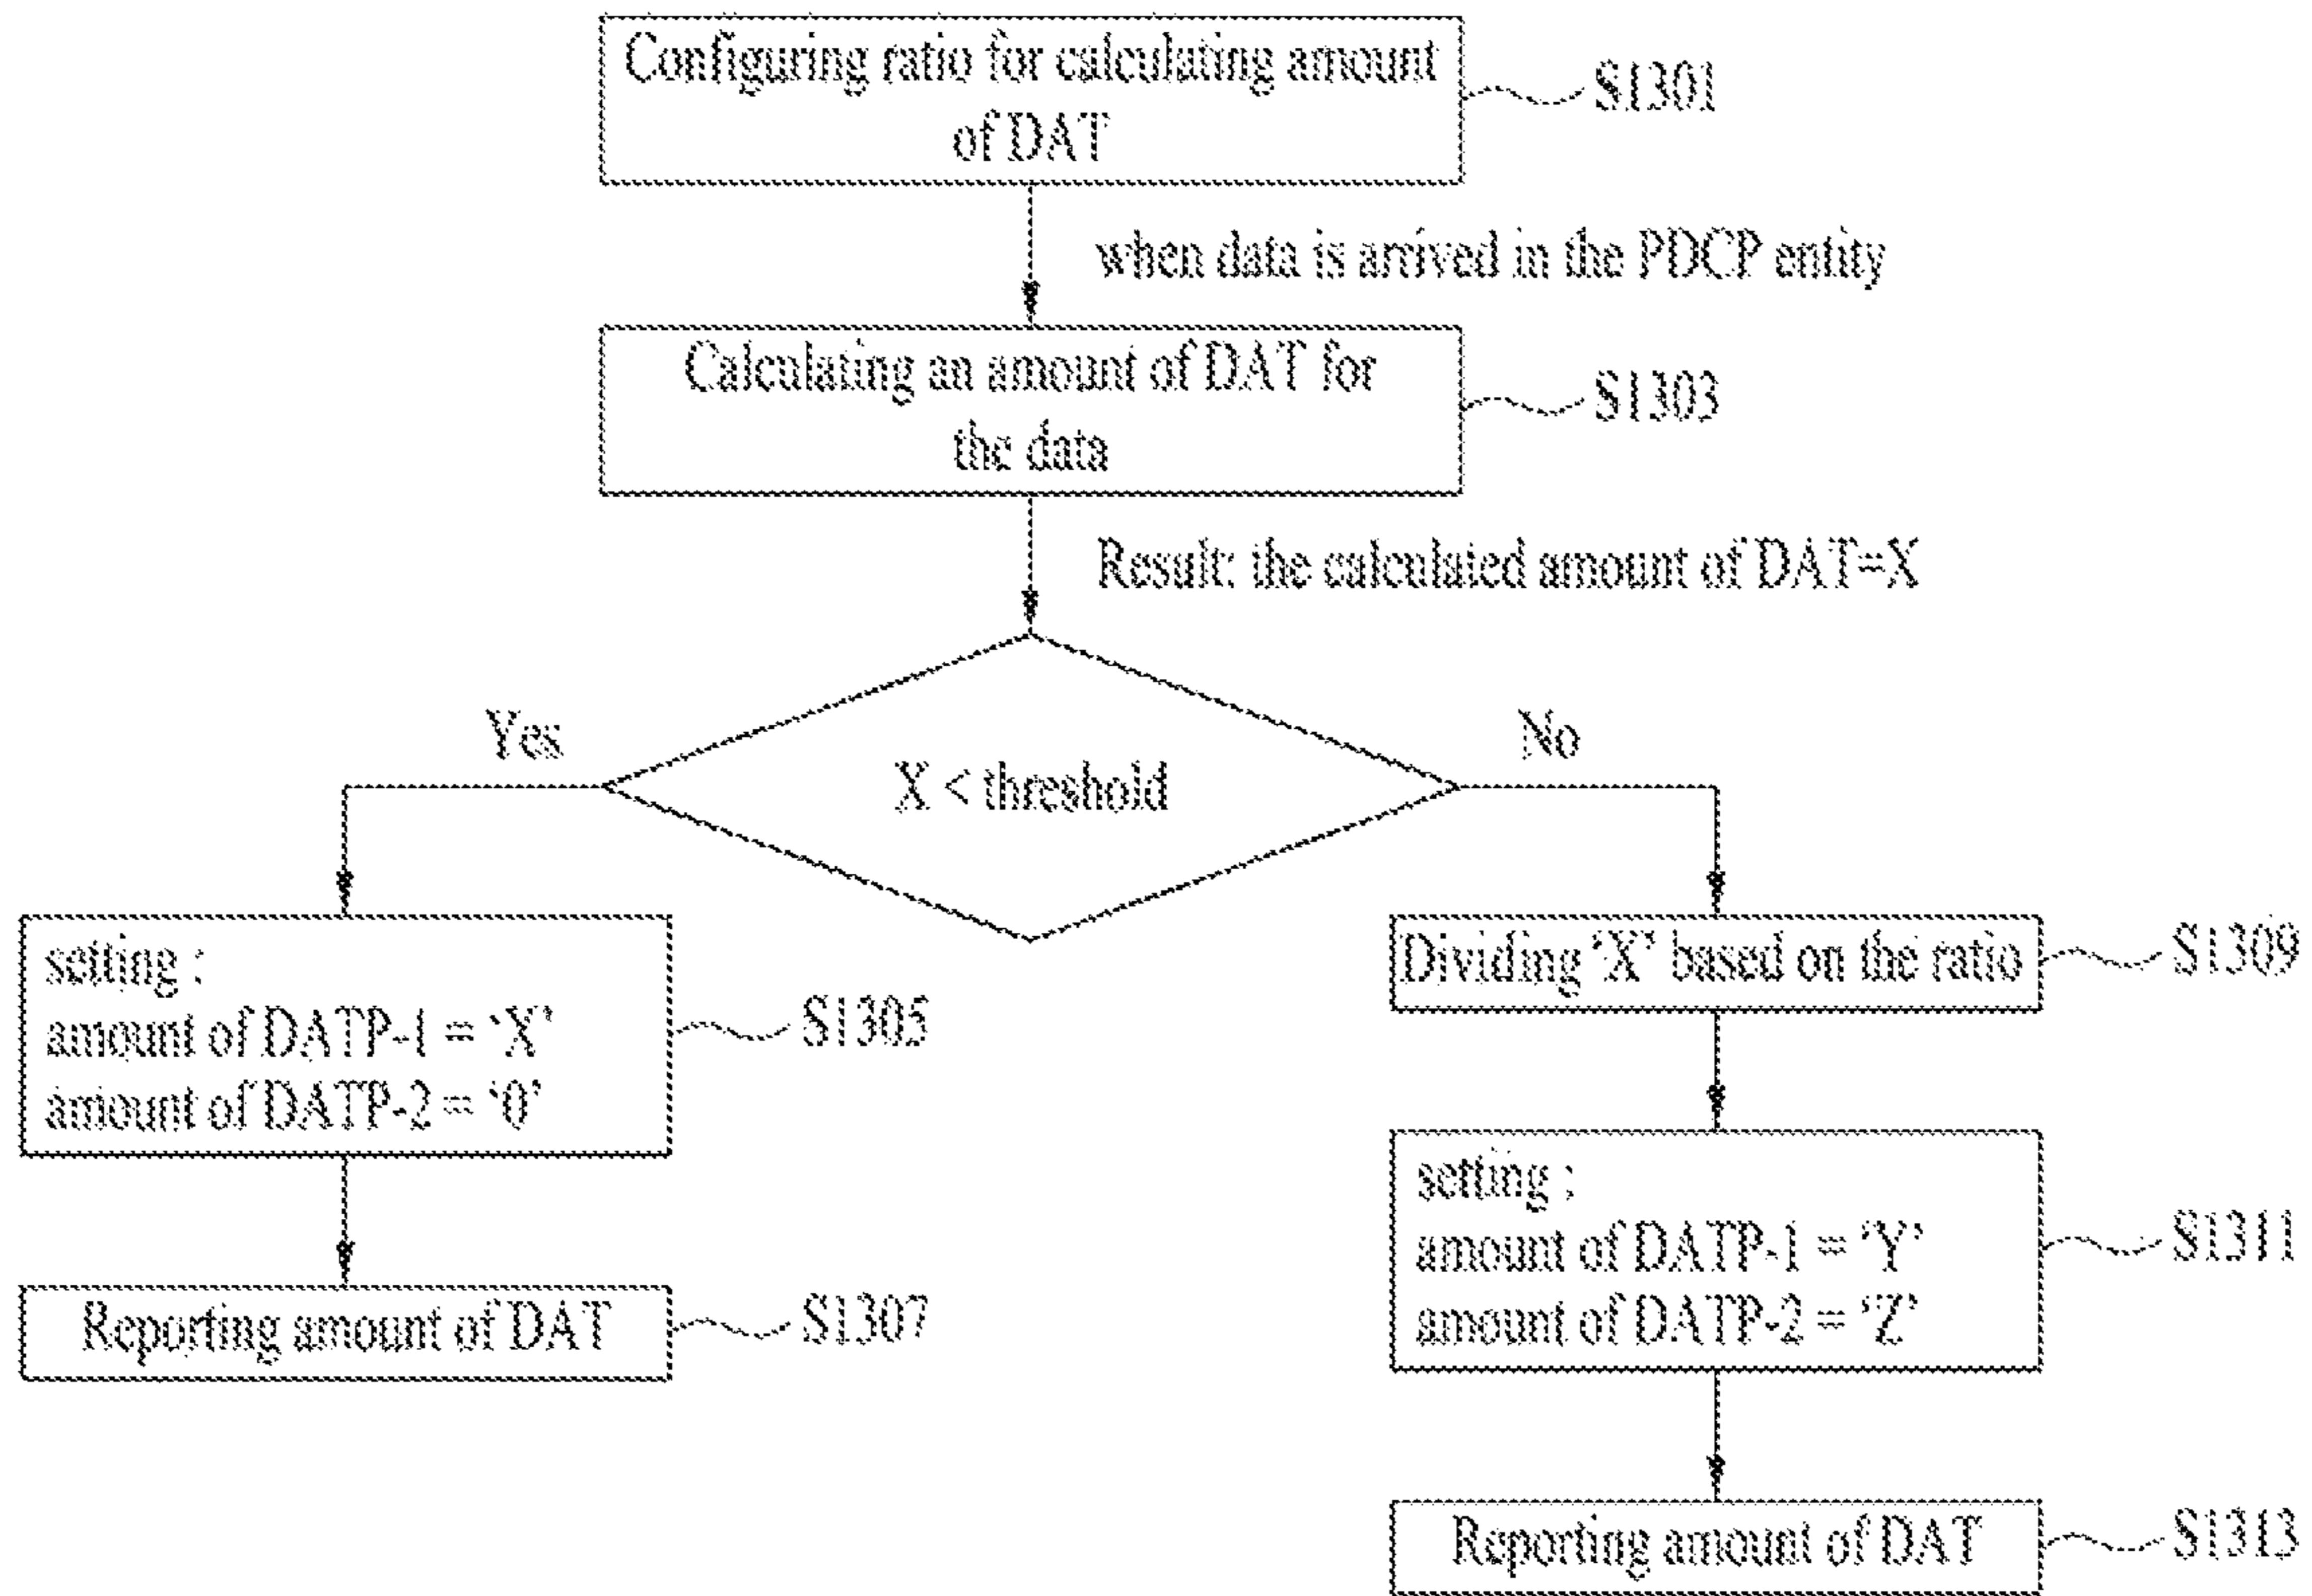 Configuring ratio for calculating amount
of DAT
S1301
when data is arrived in the PDCP entity
Calculating an amount of DAT for
the data
S1303
Result: the calculated amount of DAT=X
X < threshold
Yes
No
setting :
amount of DATP-1 = ‘X’
amount of DATP-2 = ‘0’
S1305
Reporting amount of DAT
S1307
Dividing ‘X’ based on the ratio
S1309
setting :
amount of DATP-1 = ‘Y’
amount of DATP-2 = ‘Z’
S1311
Reporting amount of DAT
S1313